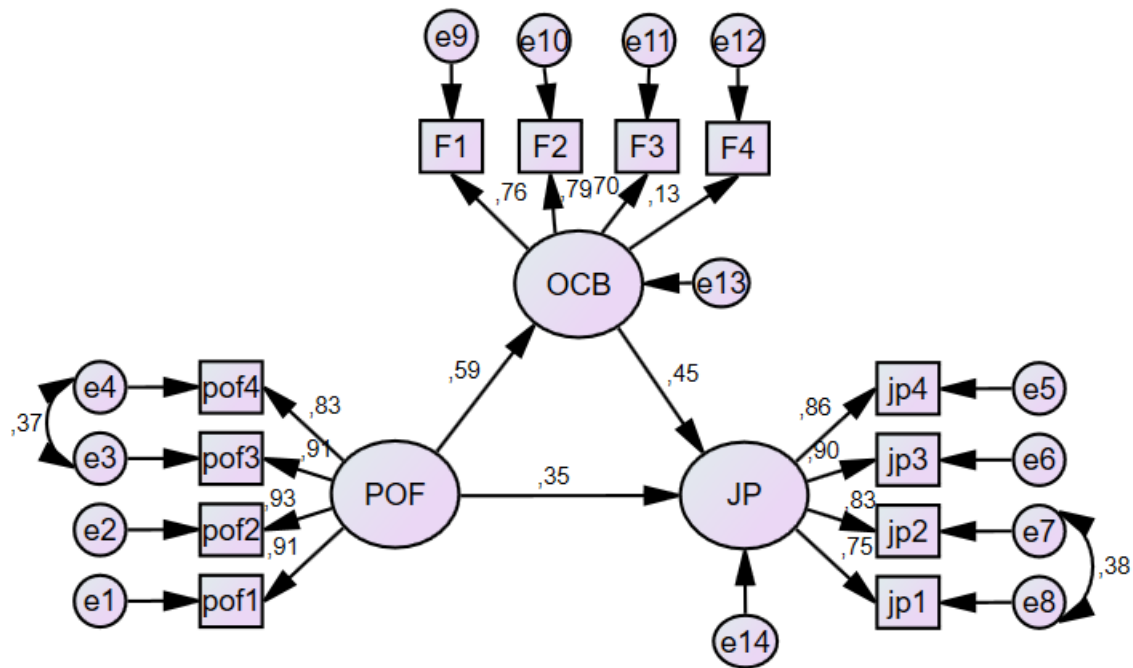 e9 e10 e11 e12
F1 F2 F3 F4
,76 ,79 ,70 ,13
OCB e13
,59 ,45
e4 pof4 ,83
,37
e3 pof3 ,91
e2 pof2 ,93
e1 pof1 ,91
POF ,35 JP
,86 jp4 e5
,90 jp3 e6
,83 jp2 e7
,38
,75 jp1 e8
e14